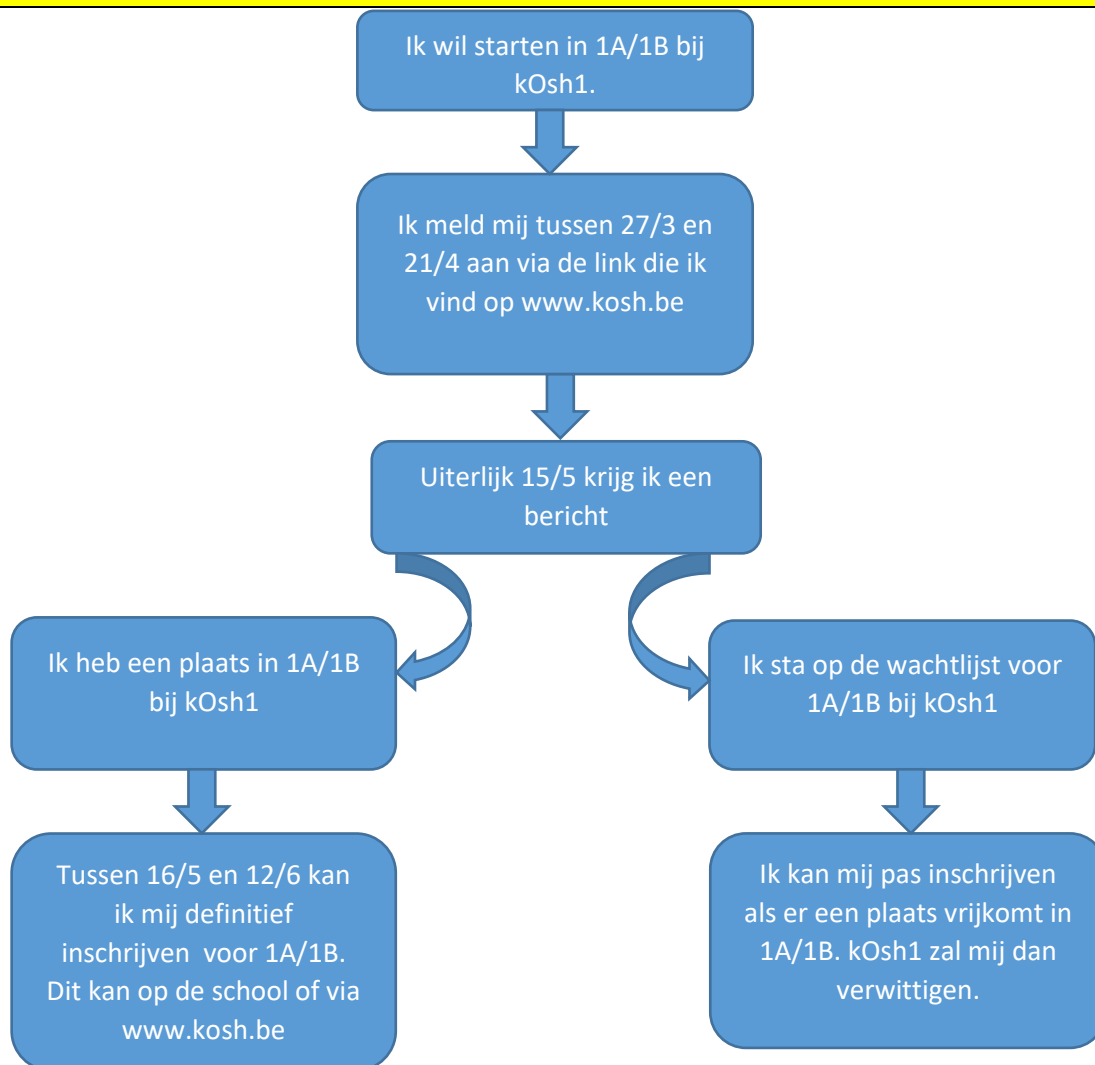 Ik wil starten in 1A/1B bij
kOsh1.
Ik meld mij tussen 27/3 en
21/4 aan via de link die ik
vind op www.kosh.be
Uiterlijk 15/5 krijg ik een
bericht
Ik heb een plaats in 1A/1B
bij kOsh1
Tussen 16/5 en 12/6 kan
ik mij definitief
inschrijven voor 1A/1B.
Dit kan op de school of via
www.kosh.be
Ik sta op de wachtlijst voor
1A/1B bij kOsh1
Ik kan mij pas inschrijven
als er een plaats vrijkomt in
1A/1B. kOsh1 zal mij dan
verwittigen.